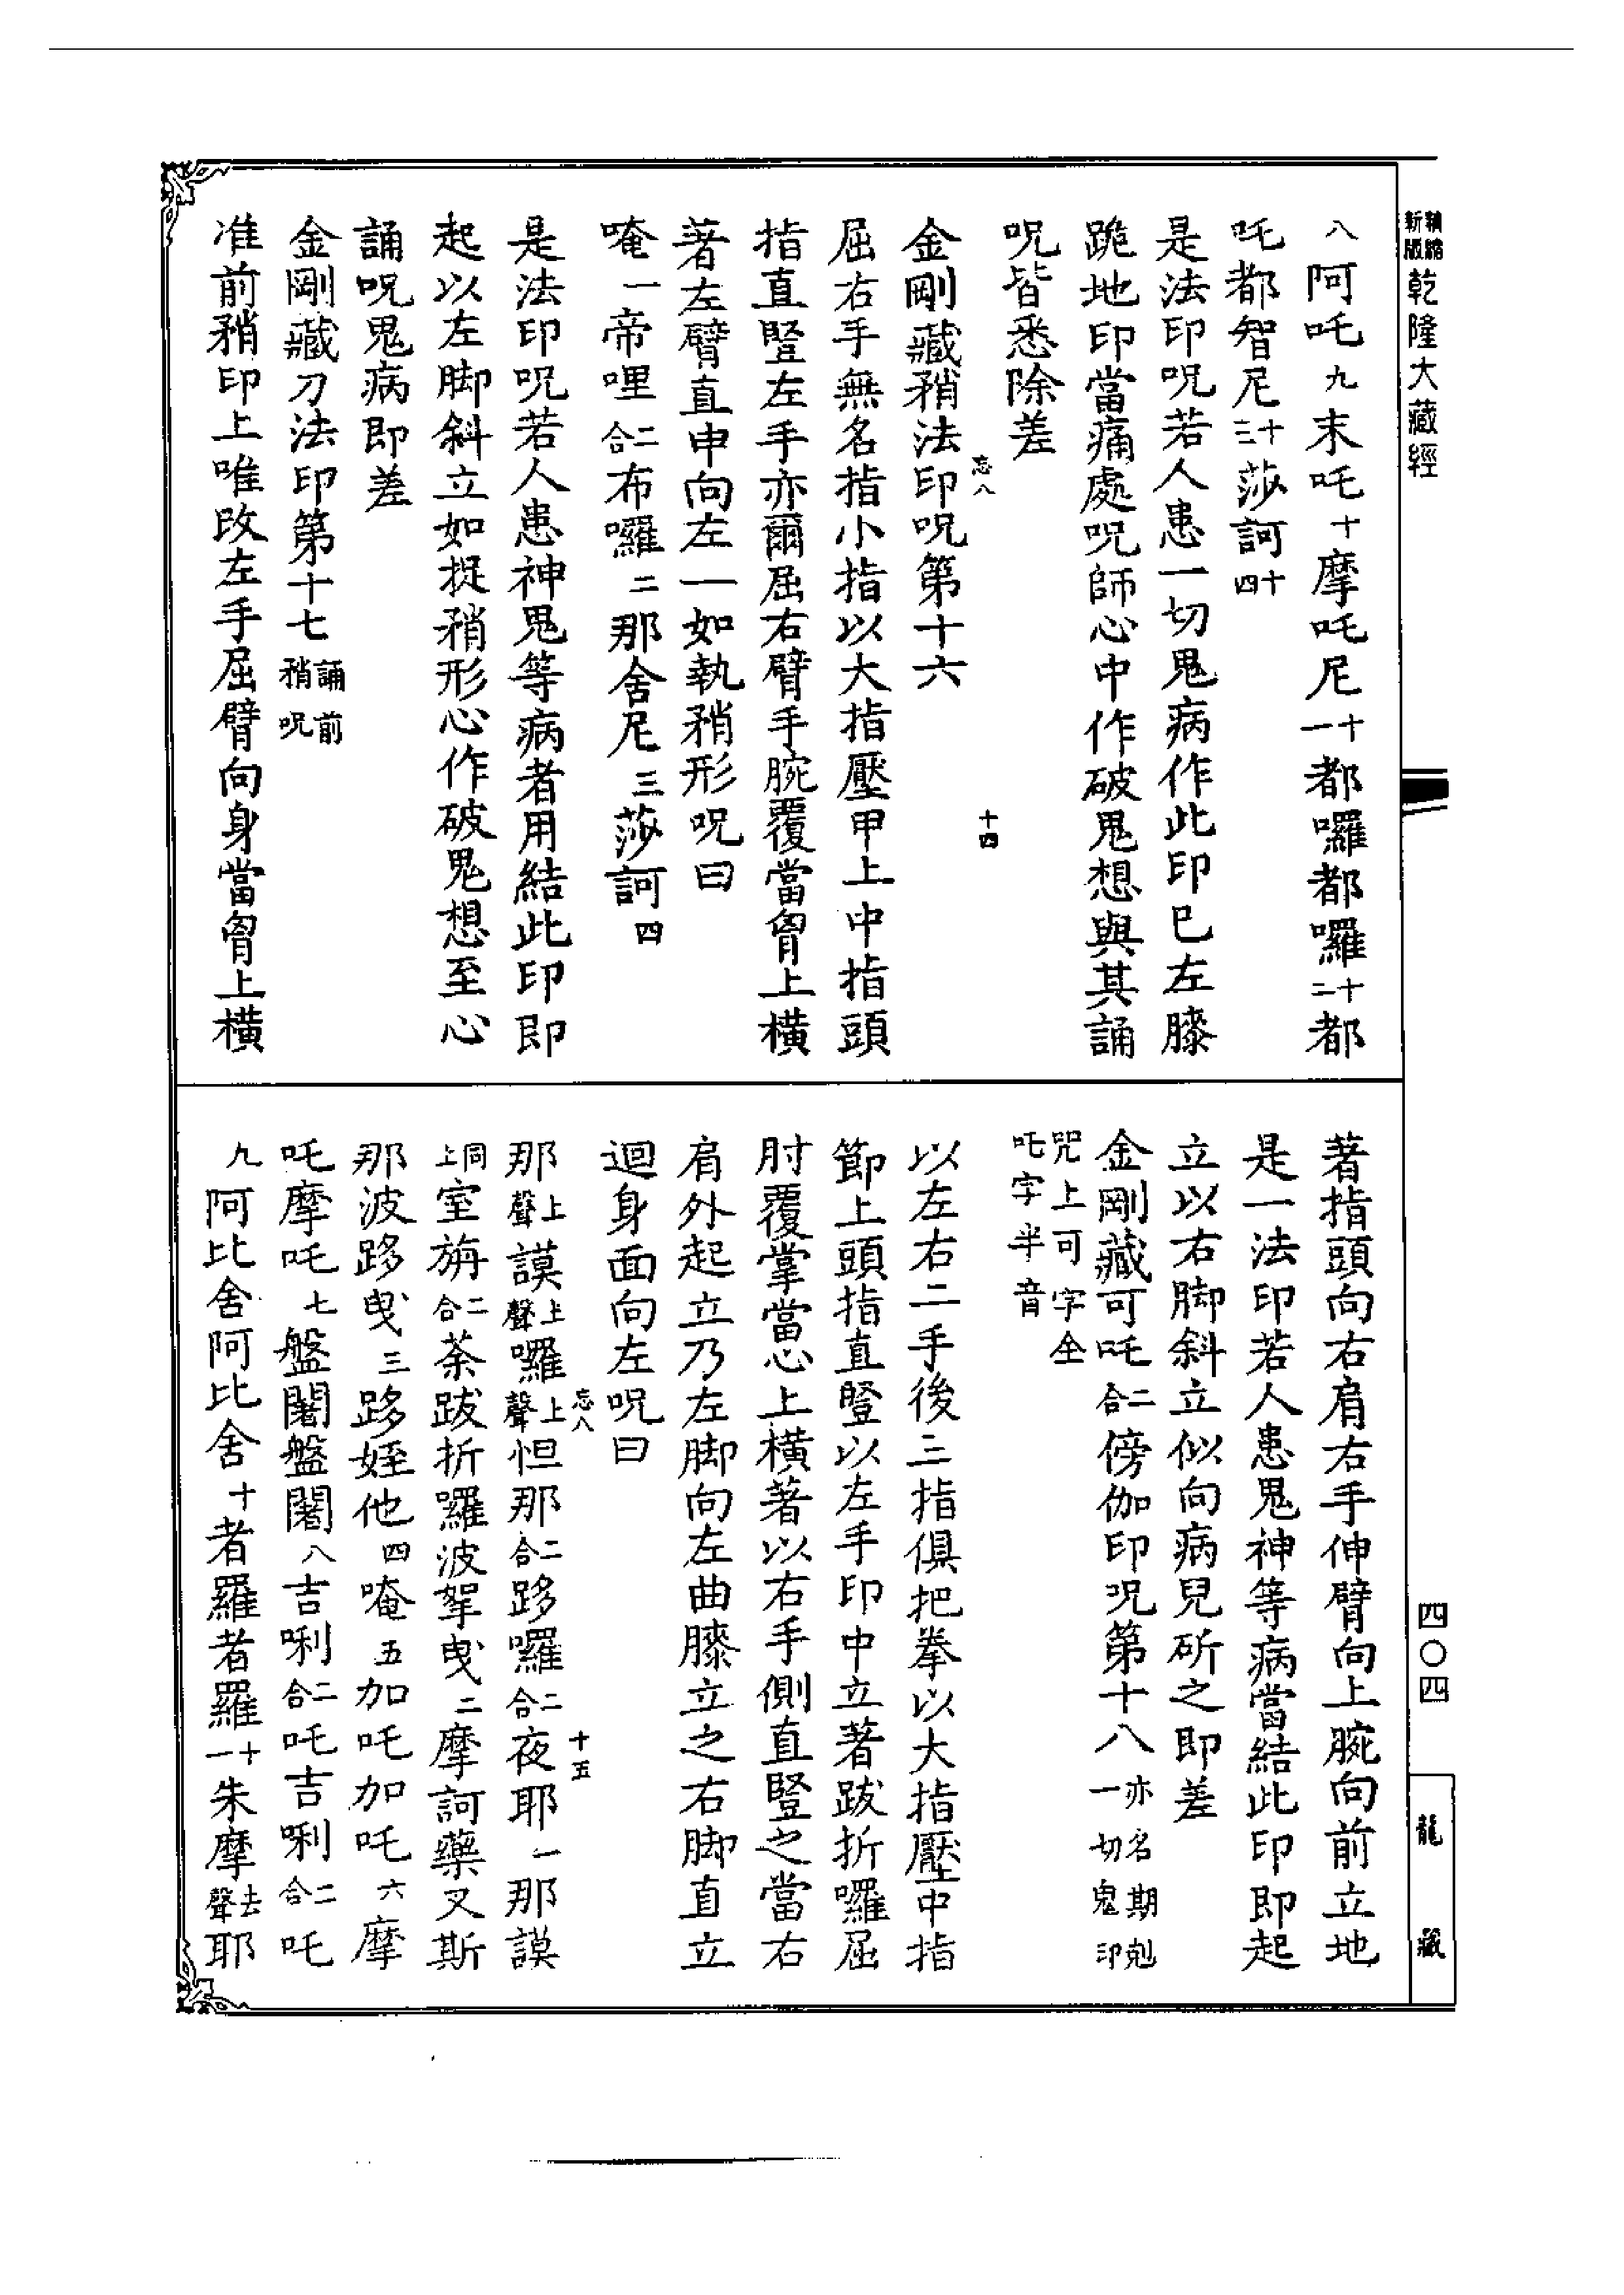 乾隆大藏經
八阿吒九末吒十摩吒尼十一都囉都囉十二都
吒都智尼十三莎訶十四
是法印咒若人患一切鬼病作此印已左膝
跪地印當痛處咒師心中作破鬼想與其誦
咒皆悉除差
忘八
十四
金剛藏矟法印咒第十六
屈右手無名指小指以大指壓甲上中指頭
指直豎左手亦爾屈右臂手腕覆當胷上橫
著左臂直申向左一如執矟形咒曰
唵一帝哩二合布囉二那舍尼三莎訶四
是法印咒若人患神鬼等病者用結此印即
起以左脚斜立如捉矟形心作破鬼想至心
誦咒鬼病即差
金剛藏刀法印第十七誦前矟咒
准前矟印上唯改左手屈臂向身當胷上橫
著指頭向右肩右手伸臂向上腕向前立地
是一法印若人患鬼神等病當結此印即起
立以右脚斜立似向病兒斫之即差
金剛藏可吒二合傍伽印咒第十八亦名期剋一切鬼印
咒上可字全吒字半音
以左右二手後三指俱把拳以大指壓中指
節上頭指直豎以左手印中立著跋折囉屈
肘覆掌當心上橫著以右手側直豎之當右
肩外起立乃左脚向左曲膝立之右脚直立
迴身面向左咒曰
忘八
十五
那上聲謨上聲囉上聲怛那二合跢囉二合夜耶一那謨
同上室旃二合荼跋折囉波拏曳二摩訶藥叉斯
那波跢曳三跢姪他四唵五加吒加吒六摩
吒摩吒七盤闍盤闍八吉唎二合吒吉唎二合吒
九阿比舍阿比舍十者羅者羅十一朱摩去聲耶
四〇四
龍藏